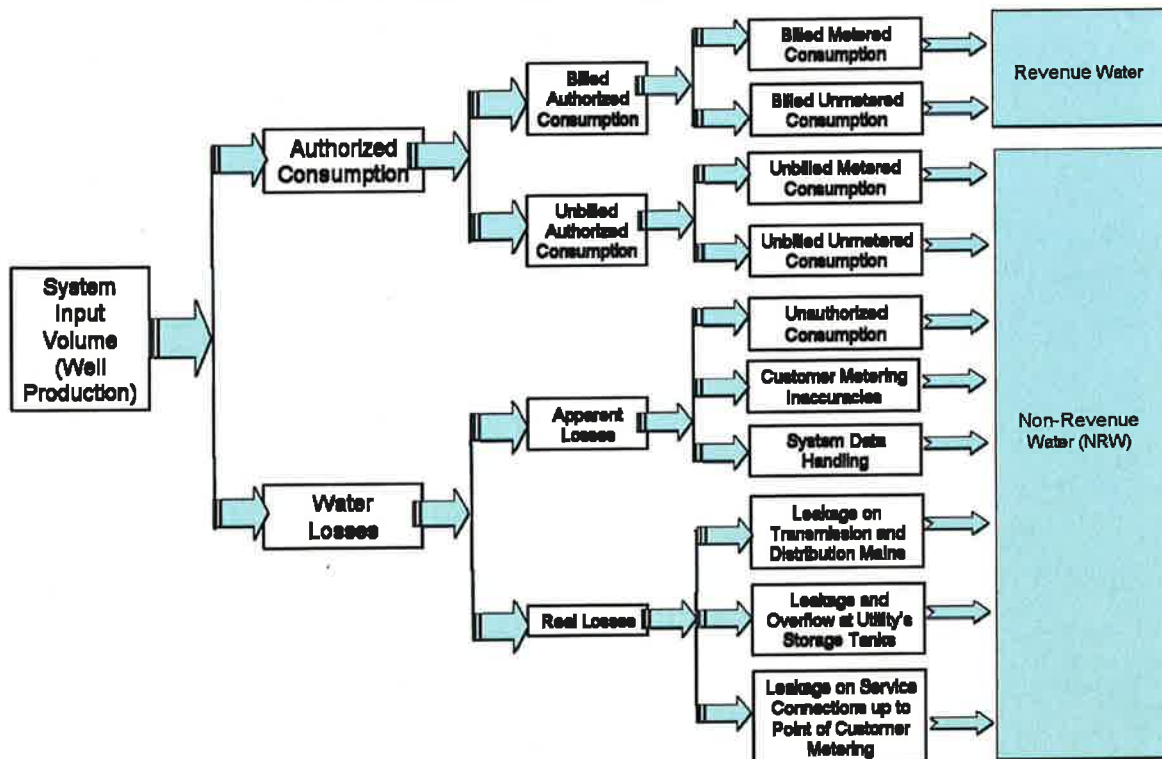 System
Input
Volume
(Well
Production)
Authorized
Consumption
Water
Losses
Billed
Authorized
Consumption
Unbilled
Authorized
Consumption
Apparent
Losses
Real Losses
Billed Metered
Consumption
Billed Unmetered
Consumption
Unbilled Metered
Consumption
Unbilled Unmetered
Consumption
Unauthorized
Consumption
Customer Metering
Inaccuracies
System Data
Handling
Leakage on
Transmission and
Distribution Mains
Leakage and
Overflow at Utility's
Storage Tanks
Leakage on Service
Connections up to
Point of Customer
Metering
Revenue Water
Non-Revenue
Water (NRW)